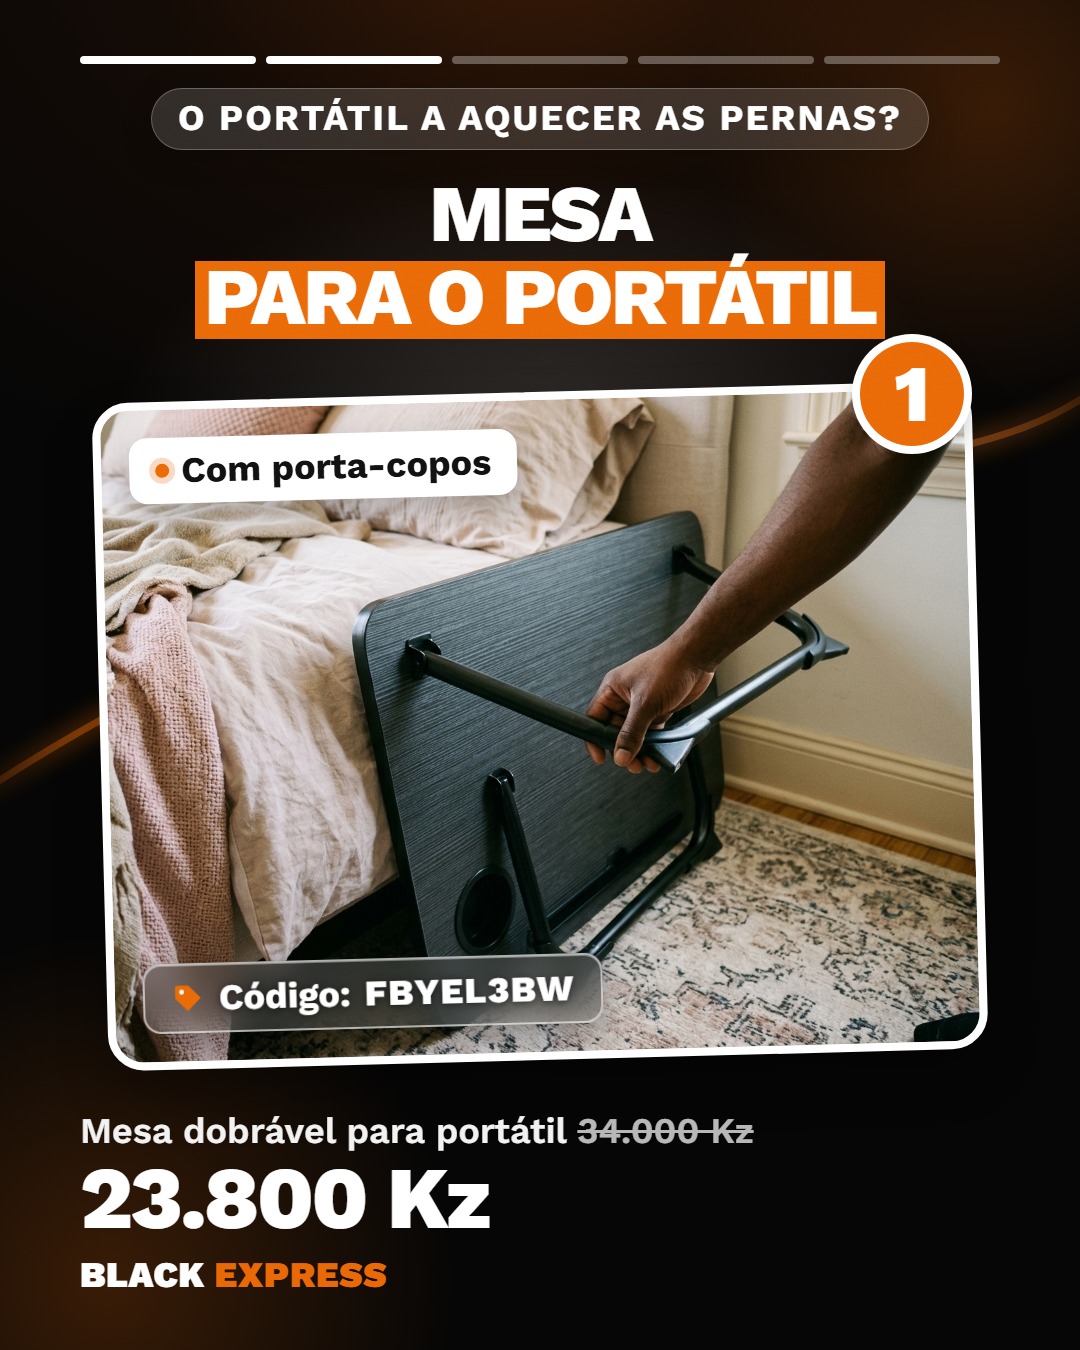 O PORTÁTIL A AQUECER AS PERNAS?
MESA
PARA O PORTÁTIL
1
Com porta-copos
Código: FBYEL3BW
Mesa dobrável para portátil 34.000 Kz
23.800 Kz
BLACK EXPRESS